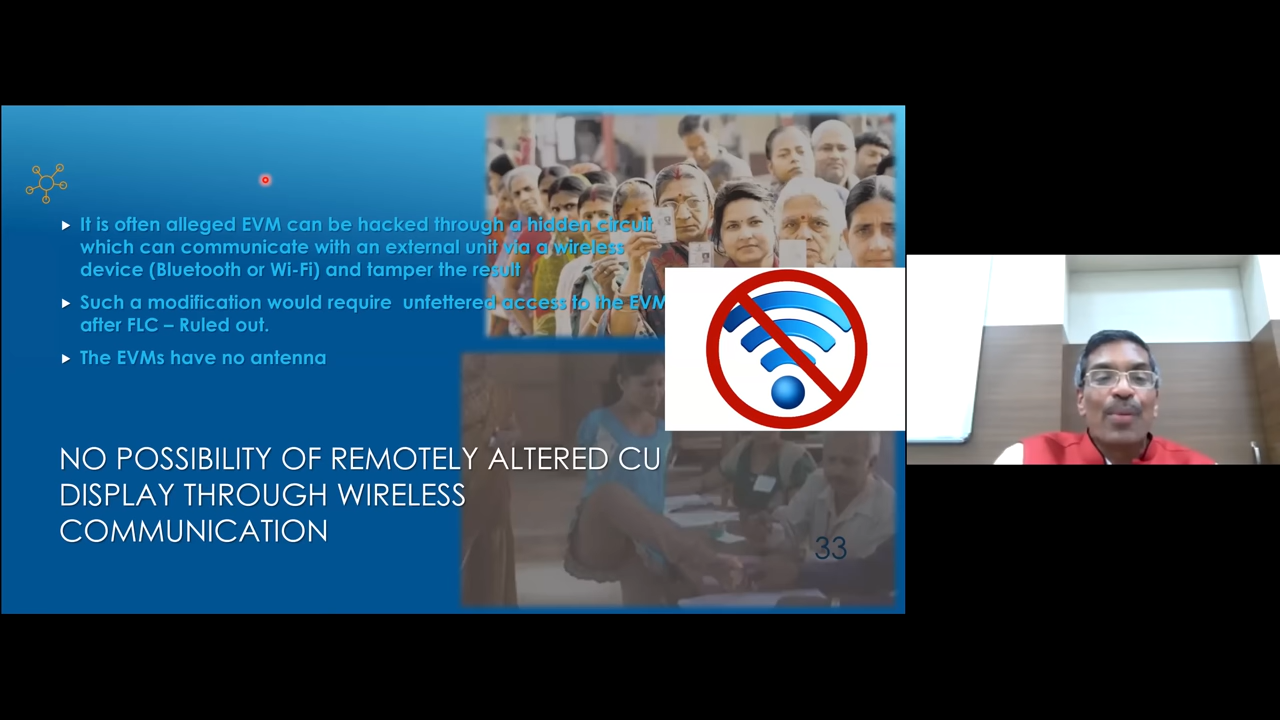 It is often alleged EVM can be hacked through a hidden circuit
which can communicate with an external unit via a wireless
device (Bluetooth or Wi-Fi) and tamper the result
Such a modification would require unfettered access to the EVM
after FLC – Ruled out.
The EVMs have no antenna
NO POSSIBILITY OF REMOTELY ALTERED CU
DISPLAY THROUGH WIRELESS
COMMUNICATION
33